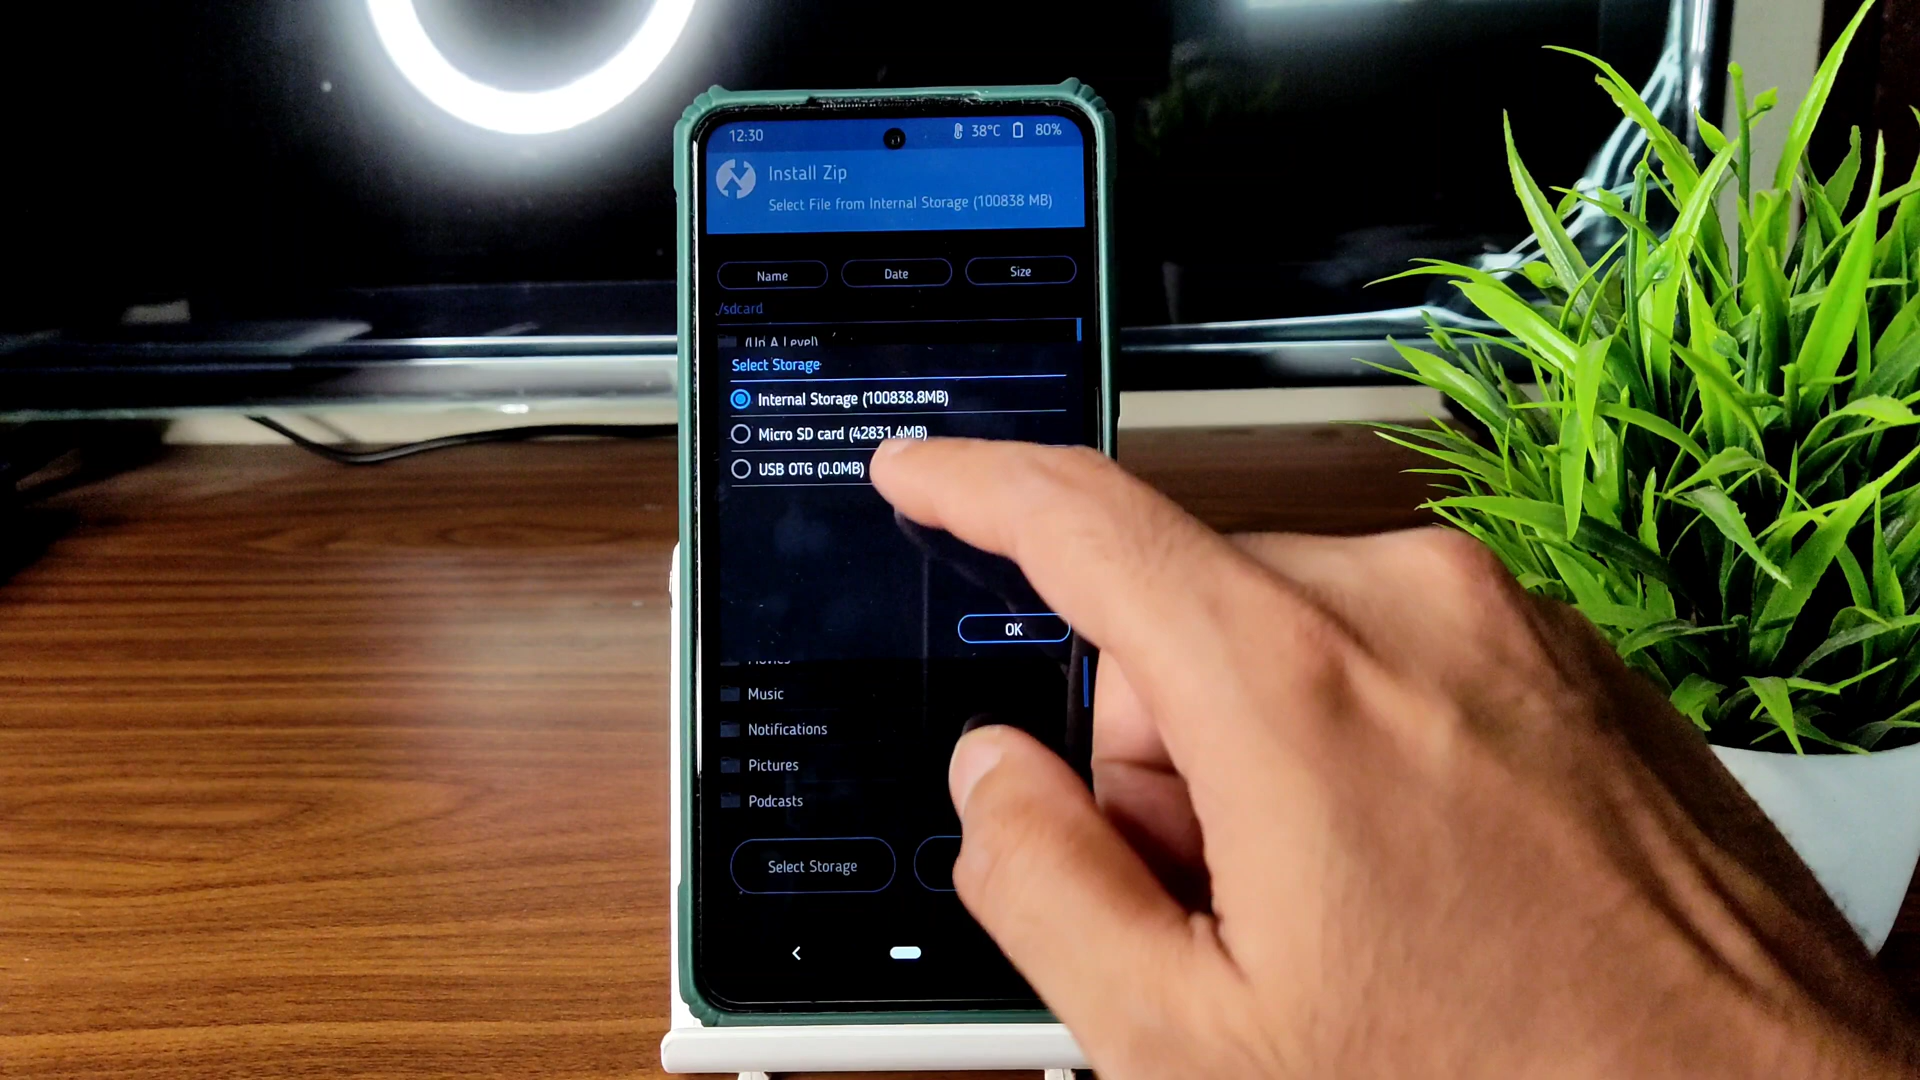 12:30 38°C 80%
Install Zip
Select File from Internal Storage (100838 MB)
Name Date Size
/sdcard
(Up A Level)
Select Storage
Internal Storage (100838.8MB)
Micro SD card (42831.4MB)
USB OTG (0.0MB)
OK
Movies
Music
Notifications
Pictures
Podcasts
Select Storage